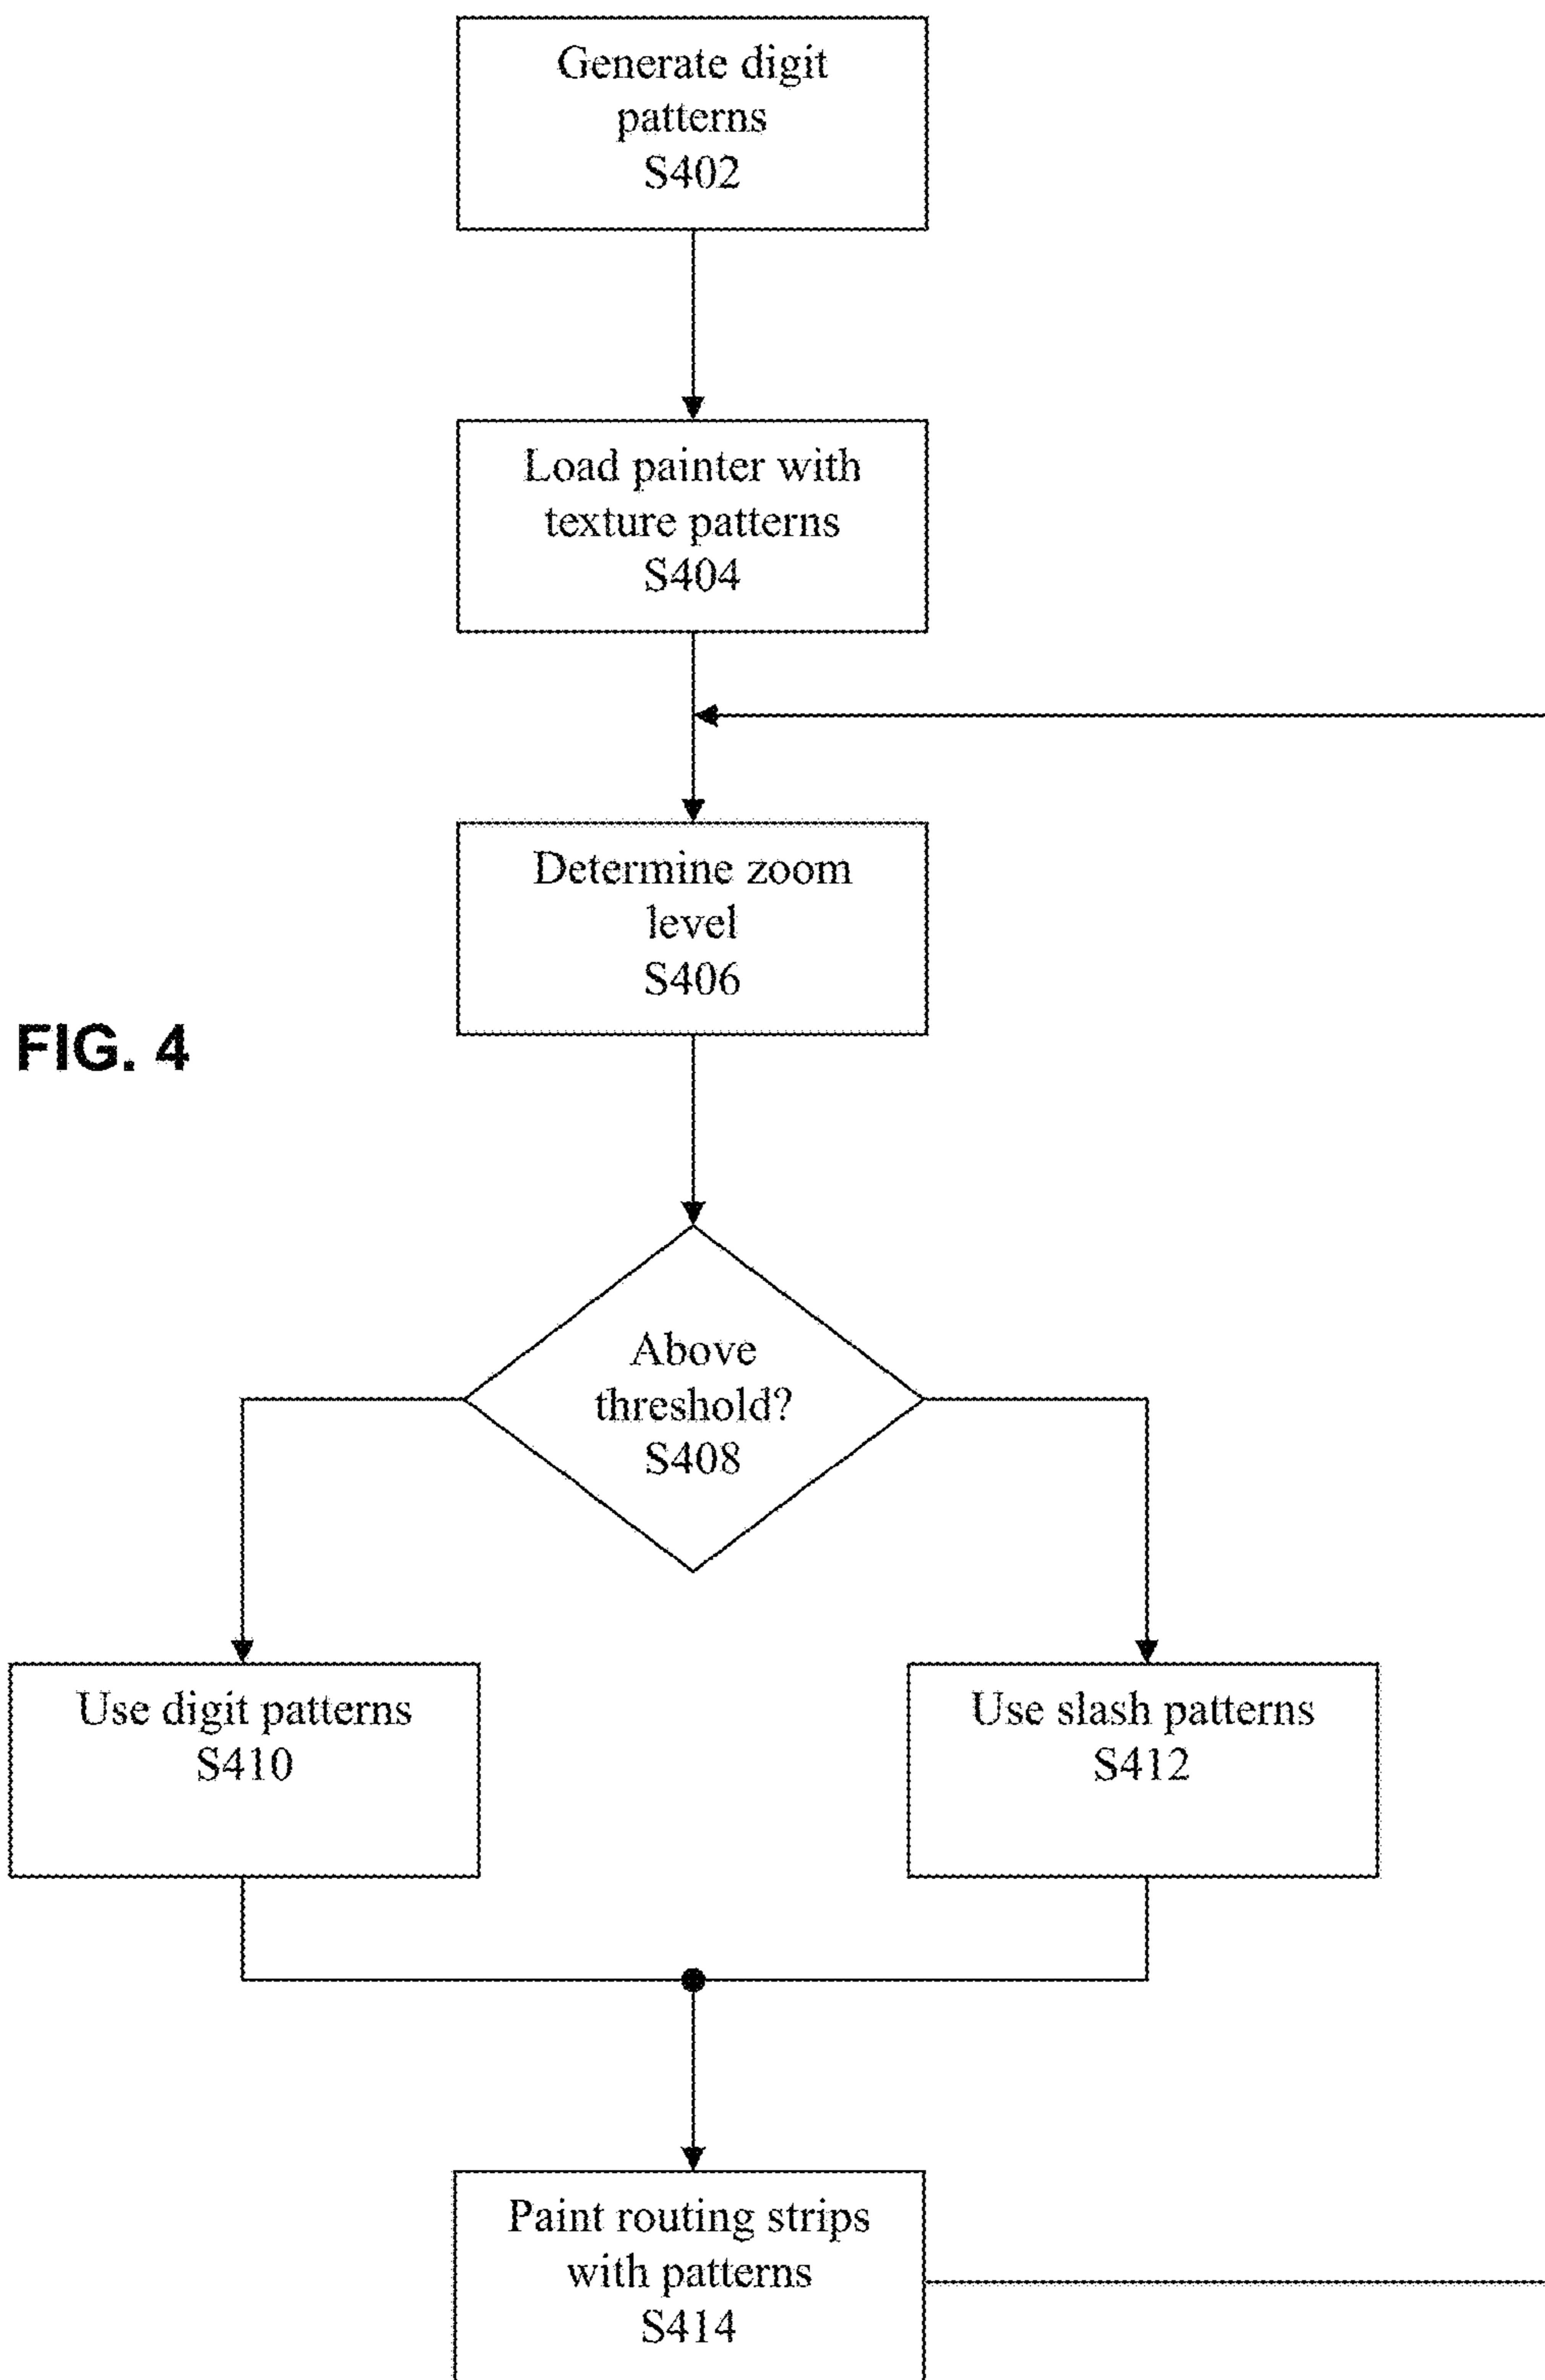 Generate digit
patterns
S402
Load painter with
texture patterns
S404
Determine zoom
level
S406
FIG. 4
Above
threshold?
S408
Use digit patterns
S410
Use slash patterns
S412
Paint routing strips
with patterns
S414